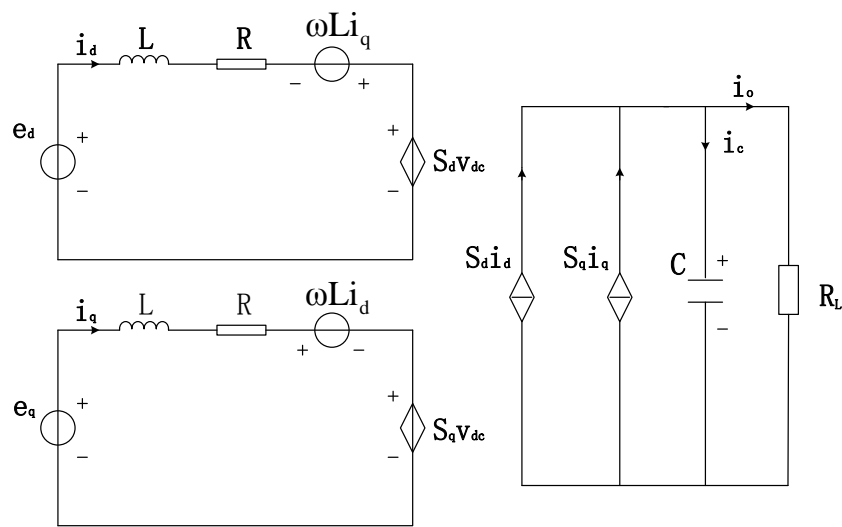 i_d L R ωLi_q
− +
e_d + − + − S_dv_dc
i_q L R ωLi_d
+ −
e_q + − + − S_qv_dc
i_o
i_c
S_di_d S_qi_q C + − R_L